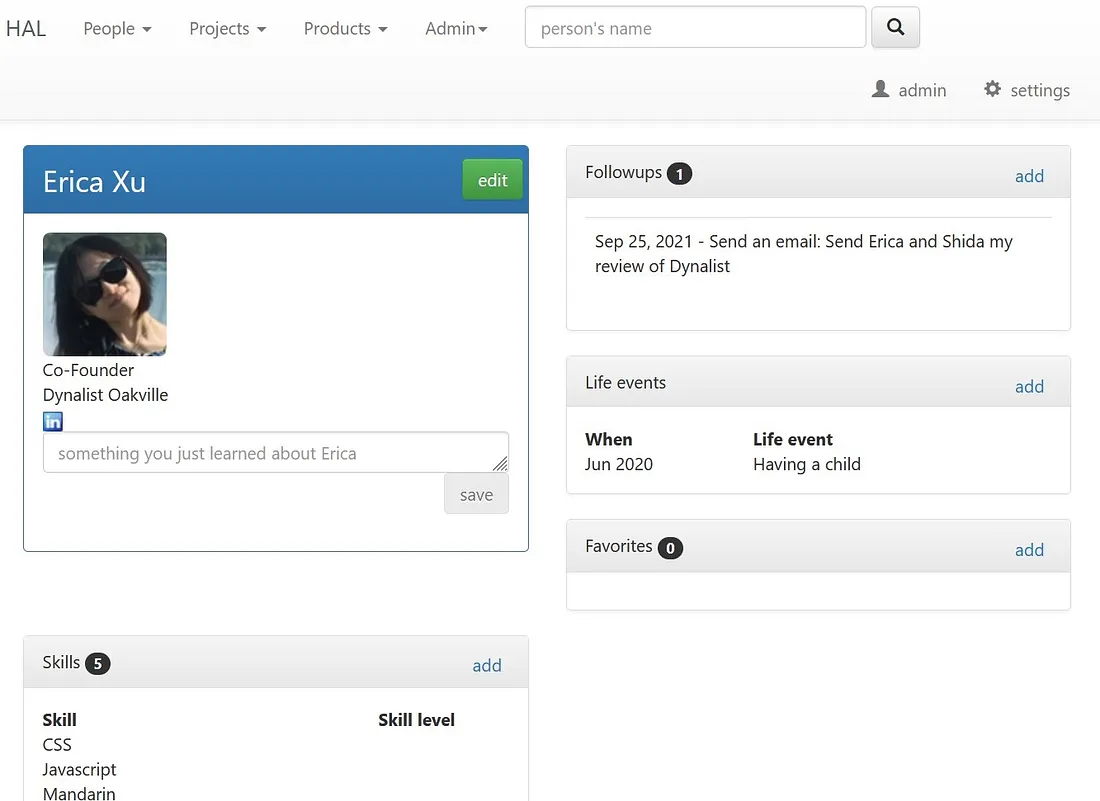 HAL People Projects Products Admin person's name
admin settings
Erica Xu edit
Co-Founder
Dynalist Oakville
in
something you just learned about Erica
save
Followups 1 add
Sep 25, 2021 - Send an email: Send Erica and Shida my
review of Dynalist
Life events add
When Life event
Jun 2020 Having a child
Favorites 0 add
Skills 5 add
Skill Skill level
CSS
Javascript
Mandarin